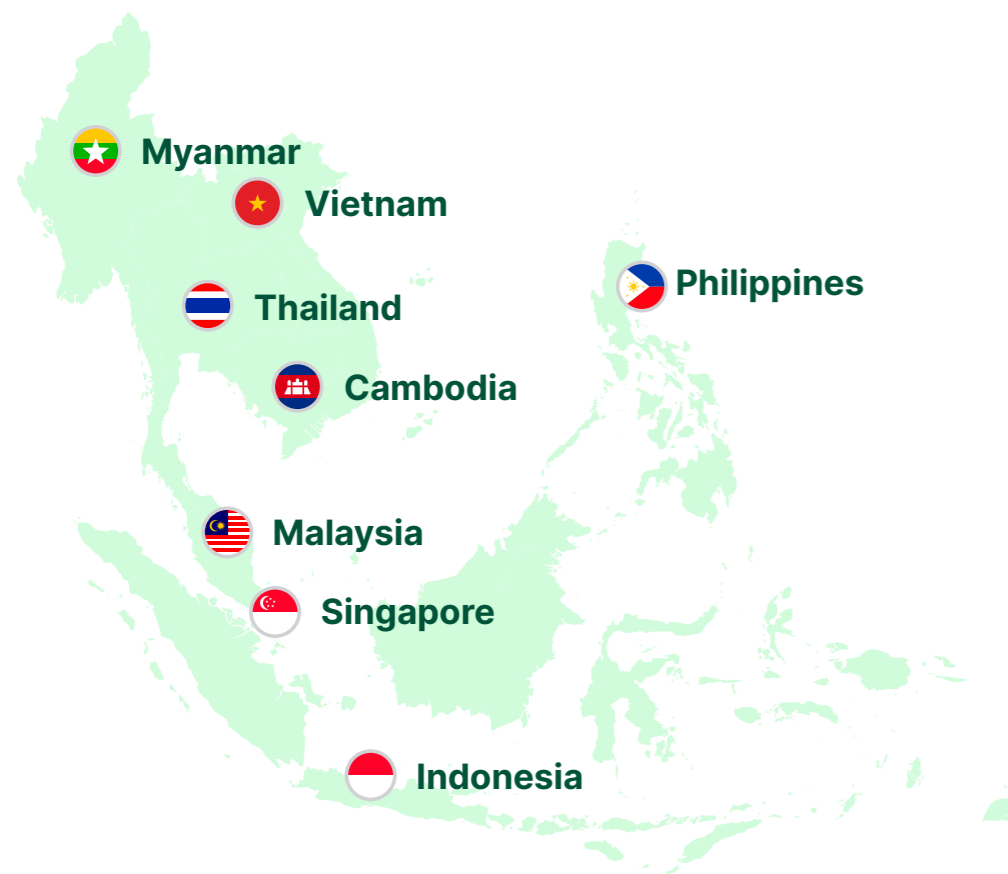 Myanmar
Vietnam
Philippines
Thailand
Cambodia
Malaysia
Singapore
Indonesia